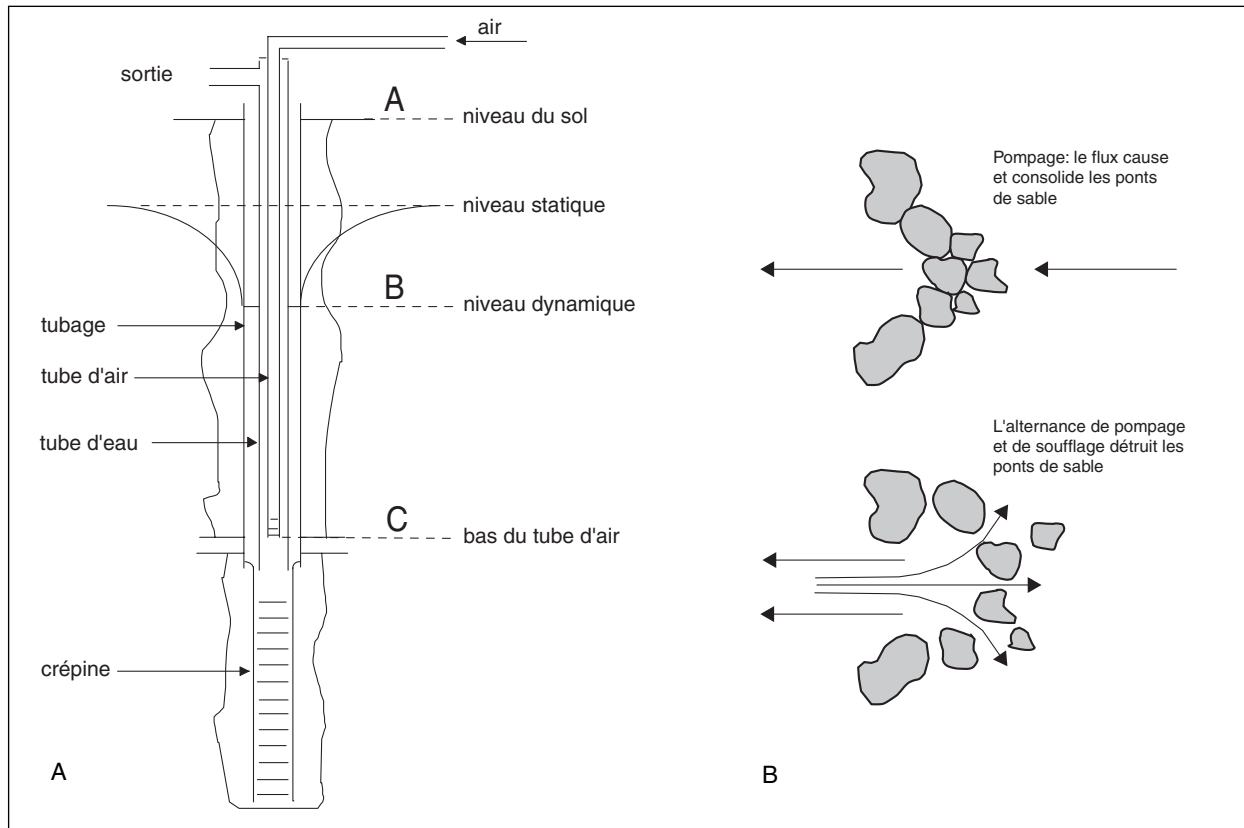 air
sortie
A
niveau du sol
niveau statique
B
niveau dynamique
tubage
tube d'air
tube d'eau
C
bas du tube d'air
crépine
A
Pompage: le flux cause
et consolide les ponts
de sable
L'alternance de pompage
et de soufflage détruit les
ponts de sable
B